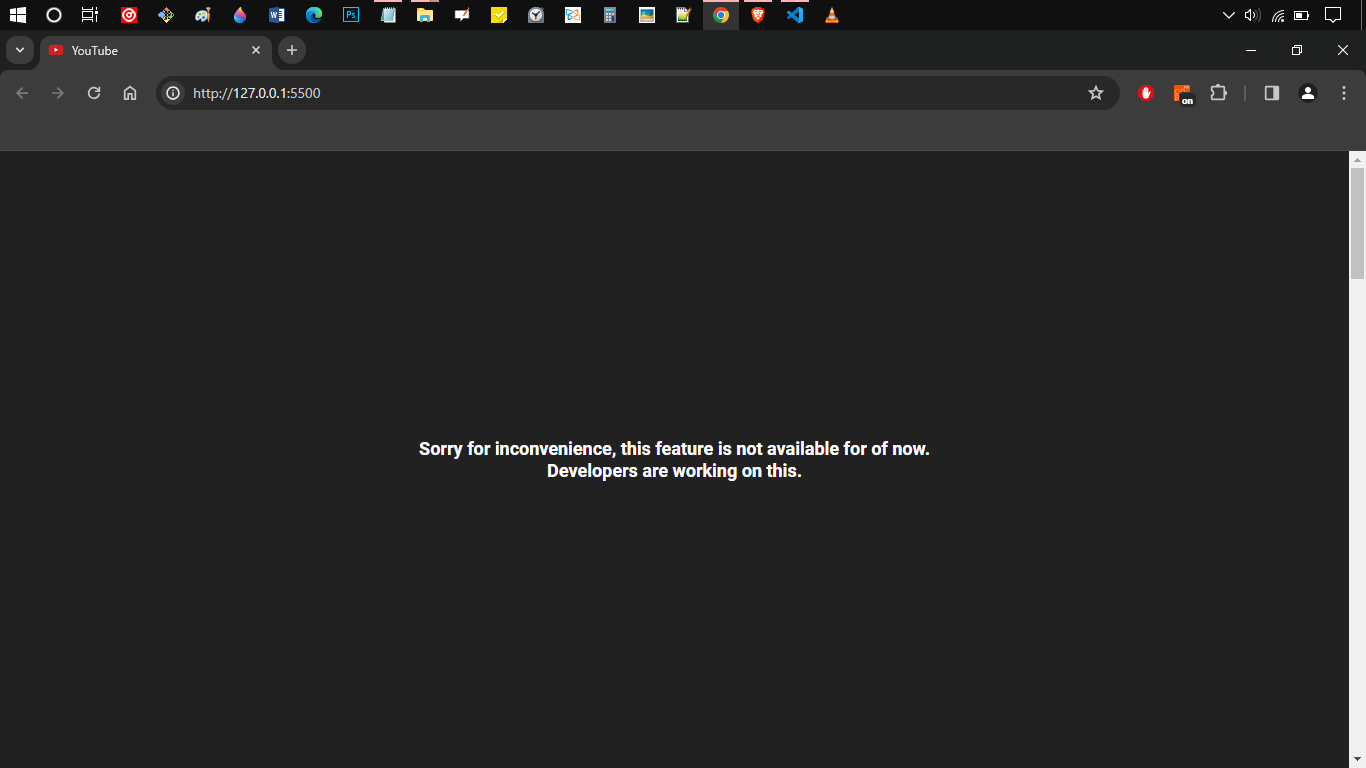 Ps
YouTube
http://127.0.0.1:5500
on
Sorry for inconvenience, this feature is not available for of now.
Developers are working on this.